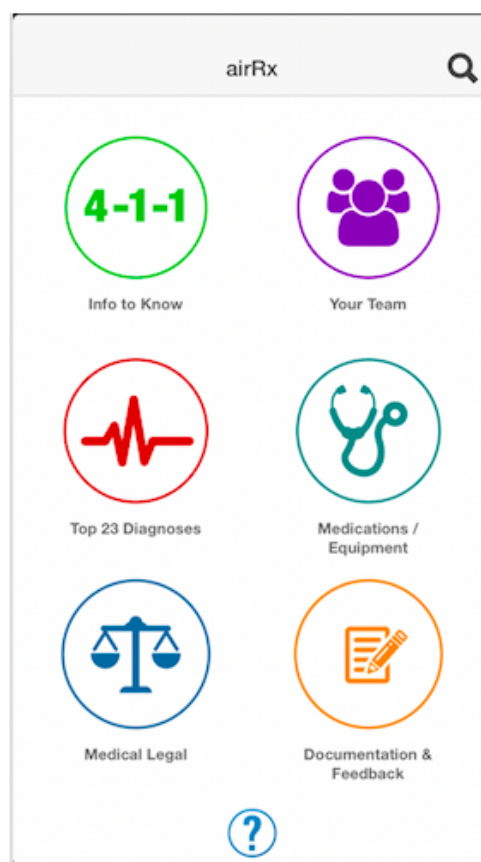 airRx
4-1-1
Info to Know
Your Team
Top 23 Diagnoses
Medications /
Equipment
Medical Legal
Documentation &
Feedback
?